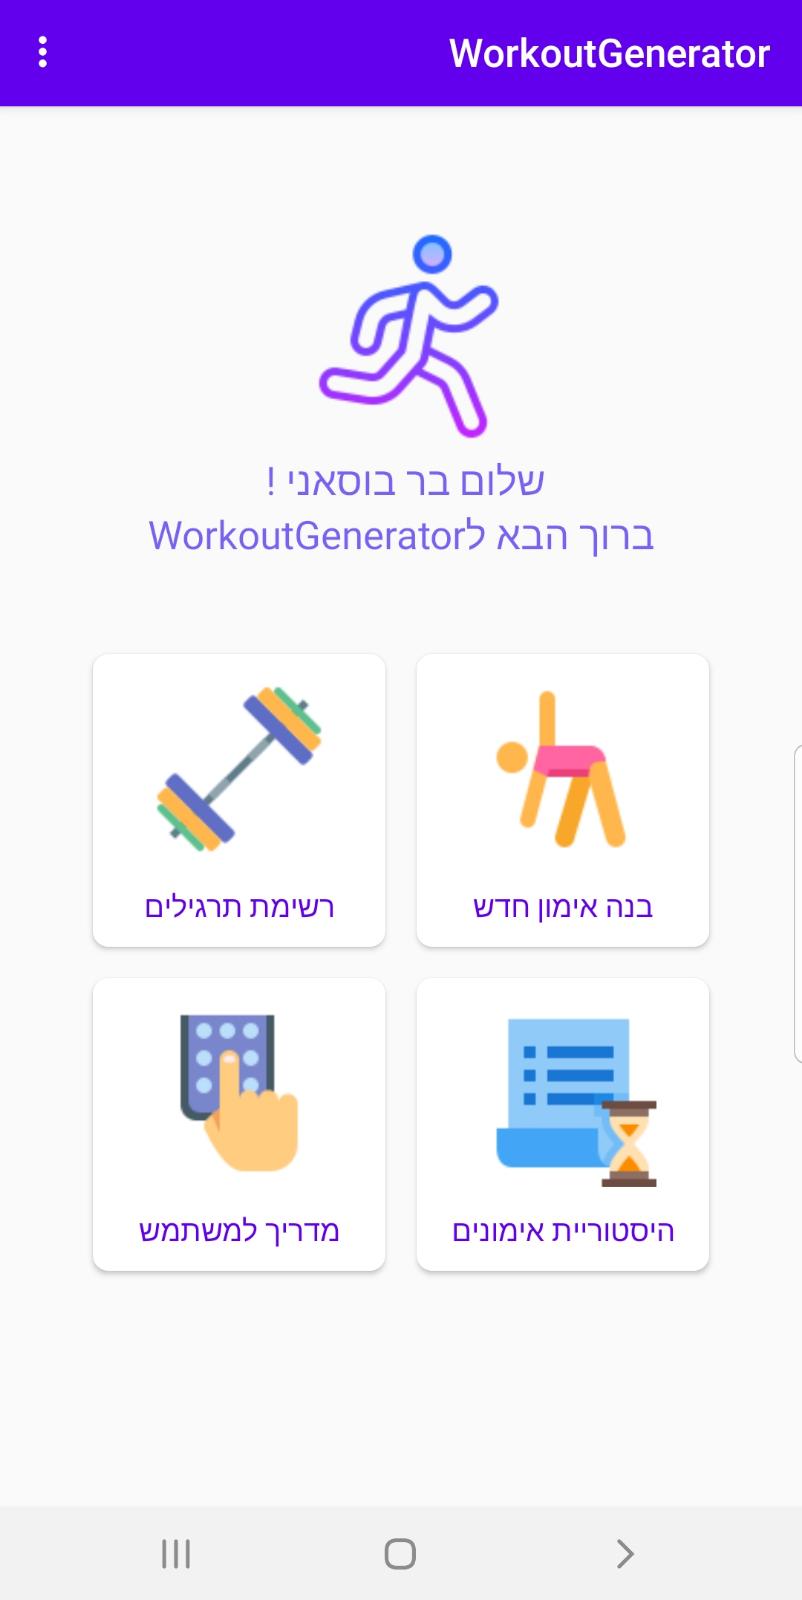 WorkoutGenerator
שלום בר בוסאני !
ברוך הבא לWorkoutGenerator
בנה אימון חדש
רשימת תרגילים
היסטוריית אימונים
מדריך למשתמש